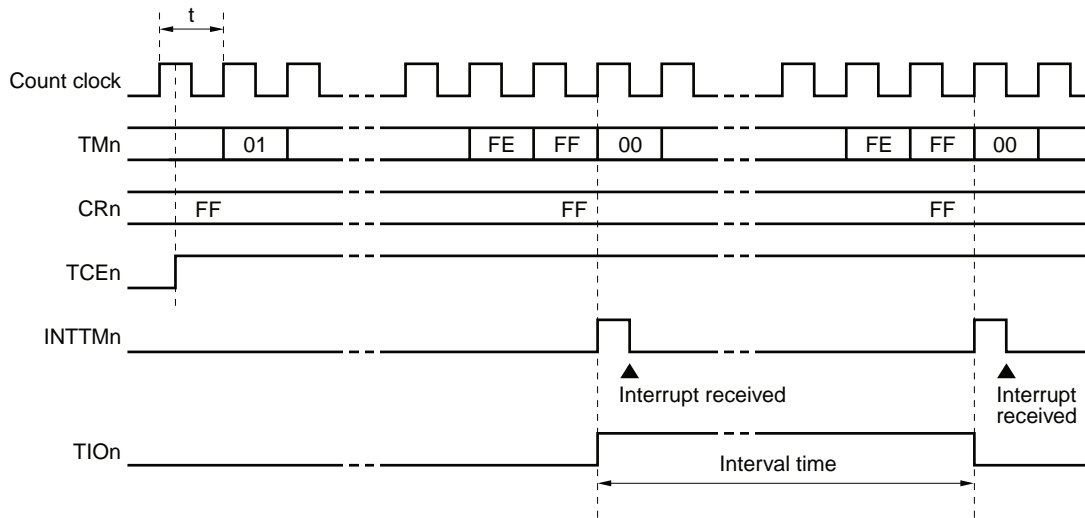 t
Count clock
TMn 01 FE FF 00 FE FF 00
CRn FF FF FF
TCEn
INTTMn
Interrupt received Interrupt
received
TIOn
Interval time